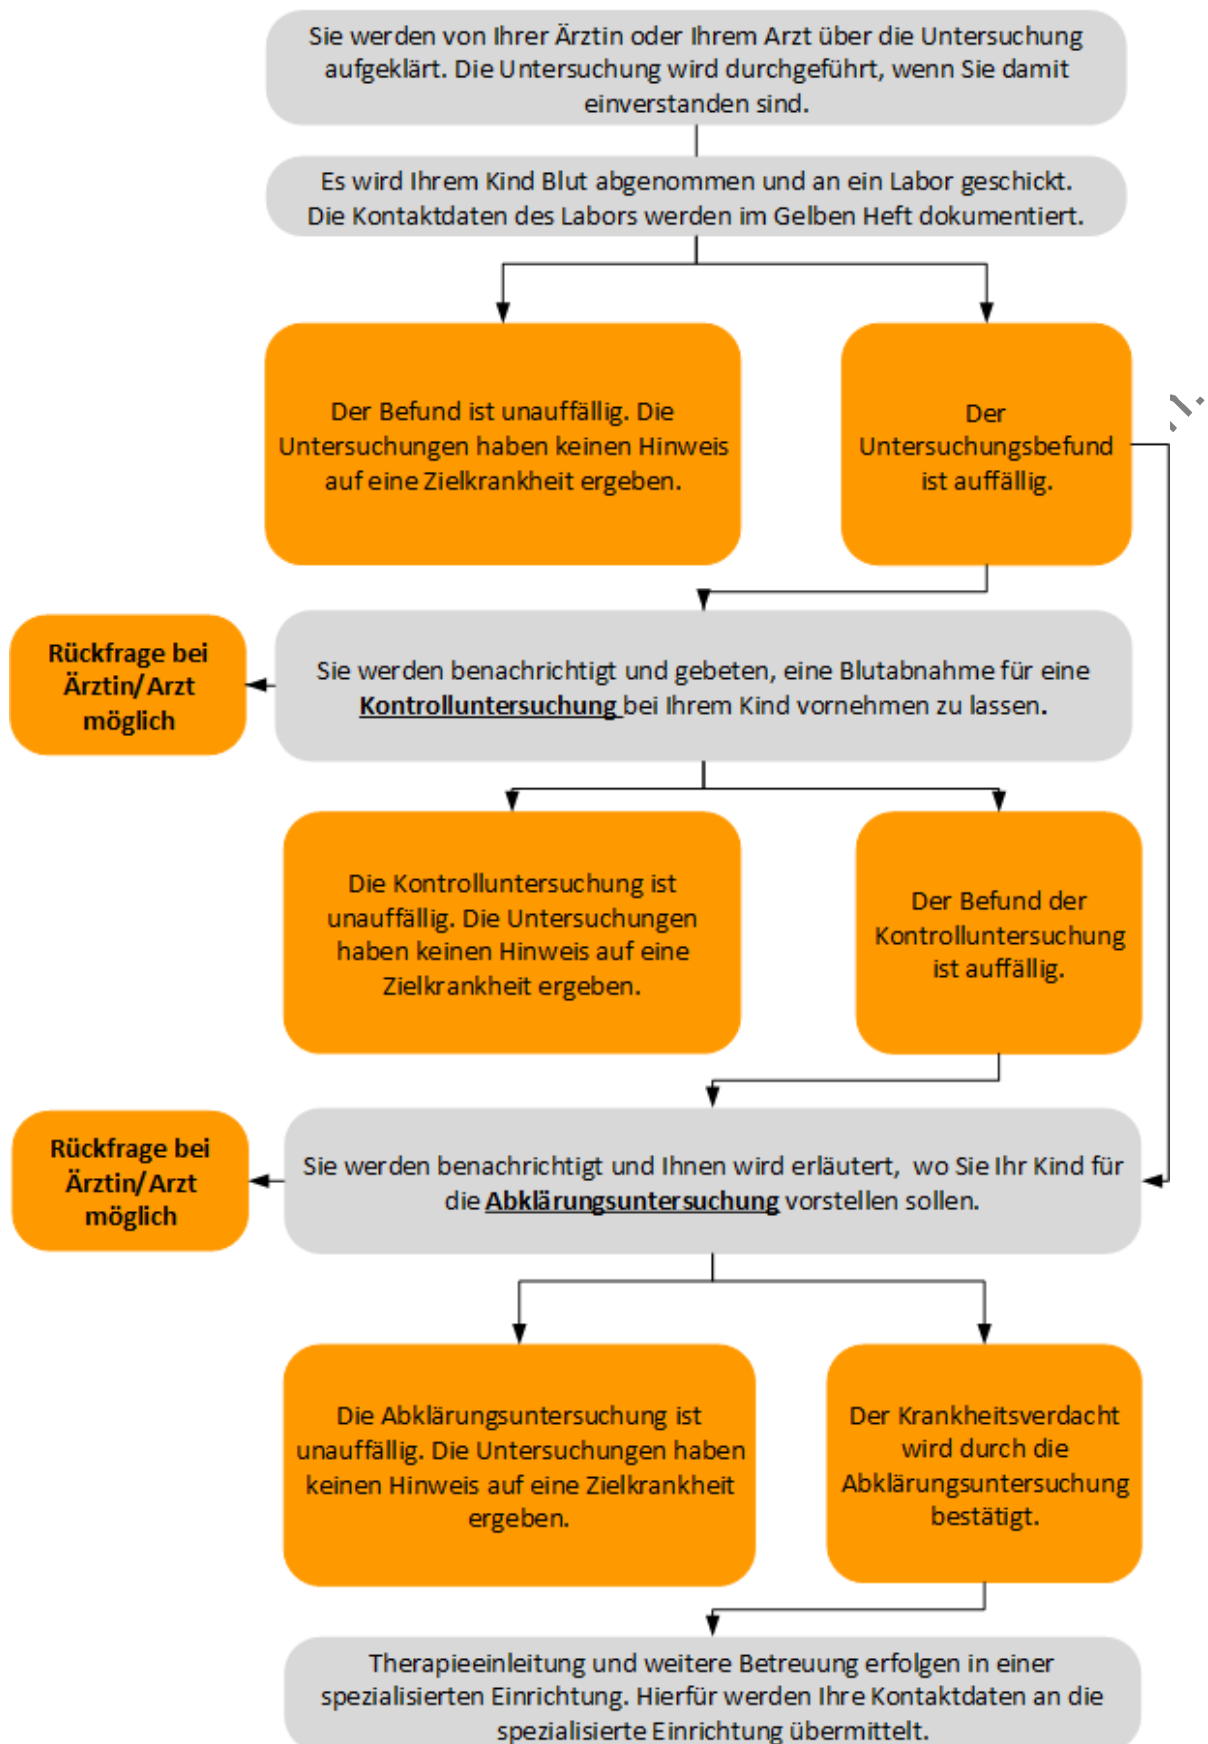 Sie werden von Ihrer Ärztin oder Ihrem Arzt über die Untersuchung
aufgeklärt. Die Untersuchung wird durchgeführt, wenn Sie damit
einverstanden sind.
Es wird Ihrem Kind Blut abgenommen und an ein Labor geschickt.
Die Kontaktdaten des Labors werden im Gelben Heft dokumentiert.
Der Befund ist unauffällig. Die
Untersuchungen haben keinen Hinweis
auf eine Zielkrankheit ergeben.
Der
Untersuchungsbefund
ist auffällig.
Rückfrage bei
Ärztin/Arzt
möglich
Sie werden benachrichtigt und gebeten, eine Blutabnahme für eine
Kontrolluntersuchung bei Ihrem Kind vornehmen zu lassen.
Die Kontrolluntersuchung ist
unauffällig. Die Untersuchungen
haben keinen Hinweis auf eine
Zielkrankheit ergeben.
Der Befund der
Kontrolluntersuchung
ist auffällig.
Rückfrage bei
Ärztin/Arzt
möglich
Sie werden benachrichtigt und Ihnen wird erläutert, wo Sie Ihr Kind für
die Abklärungsuntersuchung vorstellen sollen.
Die Abklärungsuntersuchung ist
unauffällig. Die Untersuchungen haben
keinen Hinweis auf eine Zielkrankheit
ergeben.
Der Krankheitsverdacht
wird durch die
Abklärungsuntersuchung
bestätigt.
Therapieeinleitung und weitere Betreuung erfolgen in einer
spezialisierten Einrichtung. Hierfür werden Ihre Kontaktdaten an die
spezialisierte Einrichtung übermittelt.